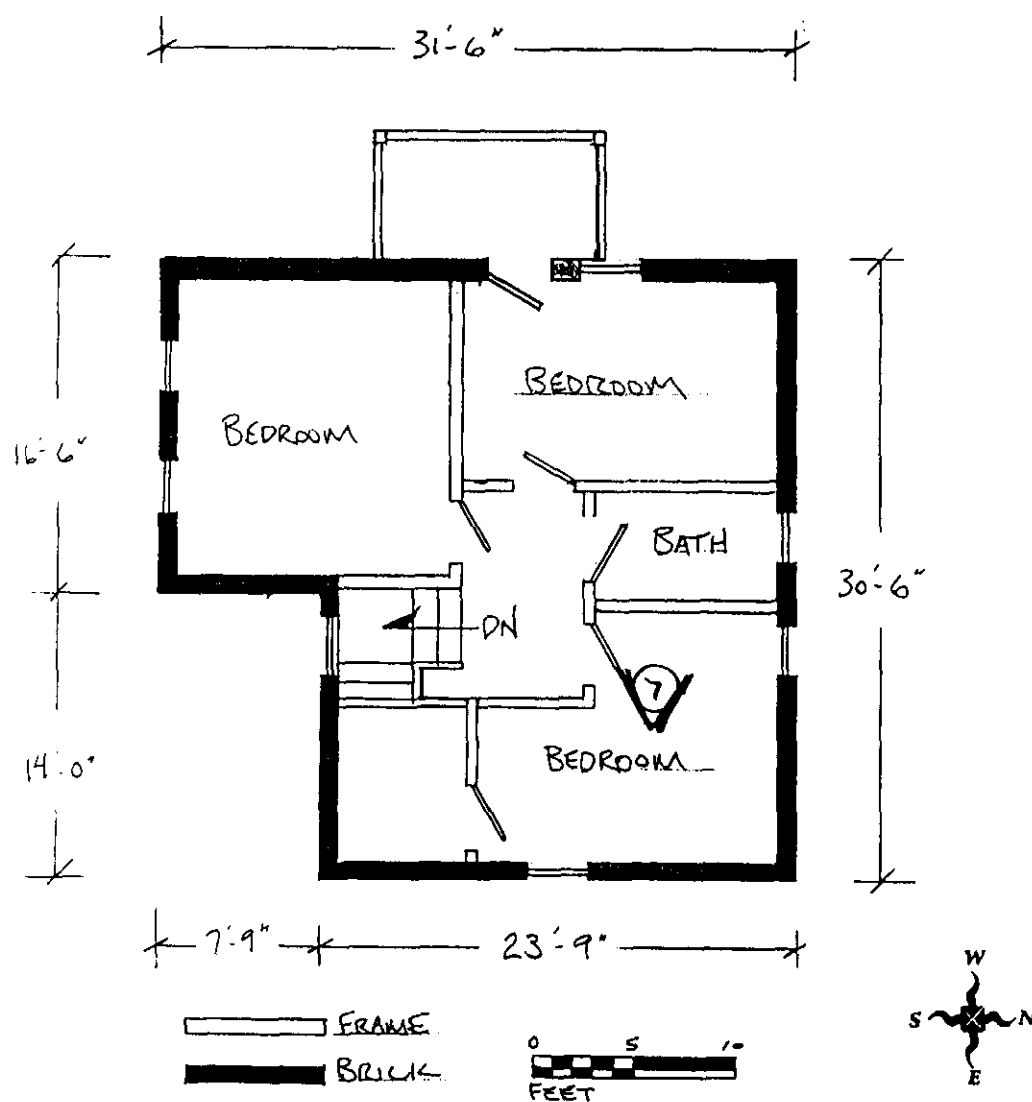 31'-6"
BEDROOM
BEDROOM
16'-6"
BATH
30'-6"
DN
7
14'-0"
BEDROOM
7'-9"
23'-9"
W
S N
E
FRAME
BRICK
0 5 10
FEET